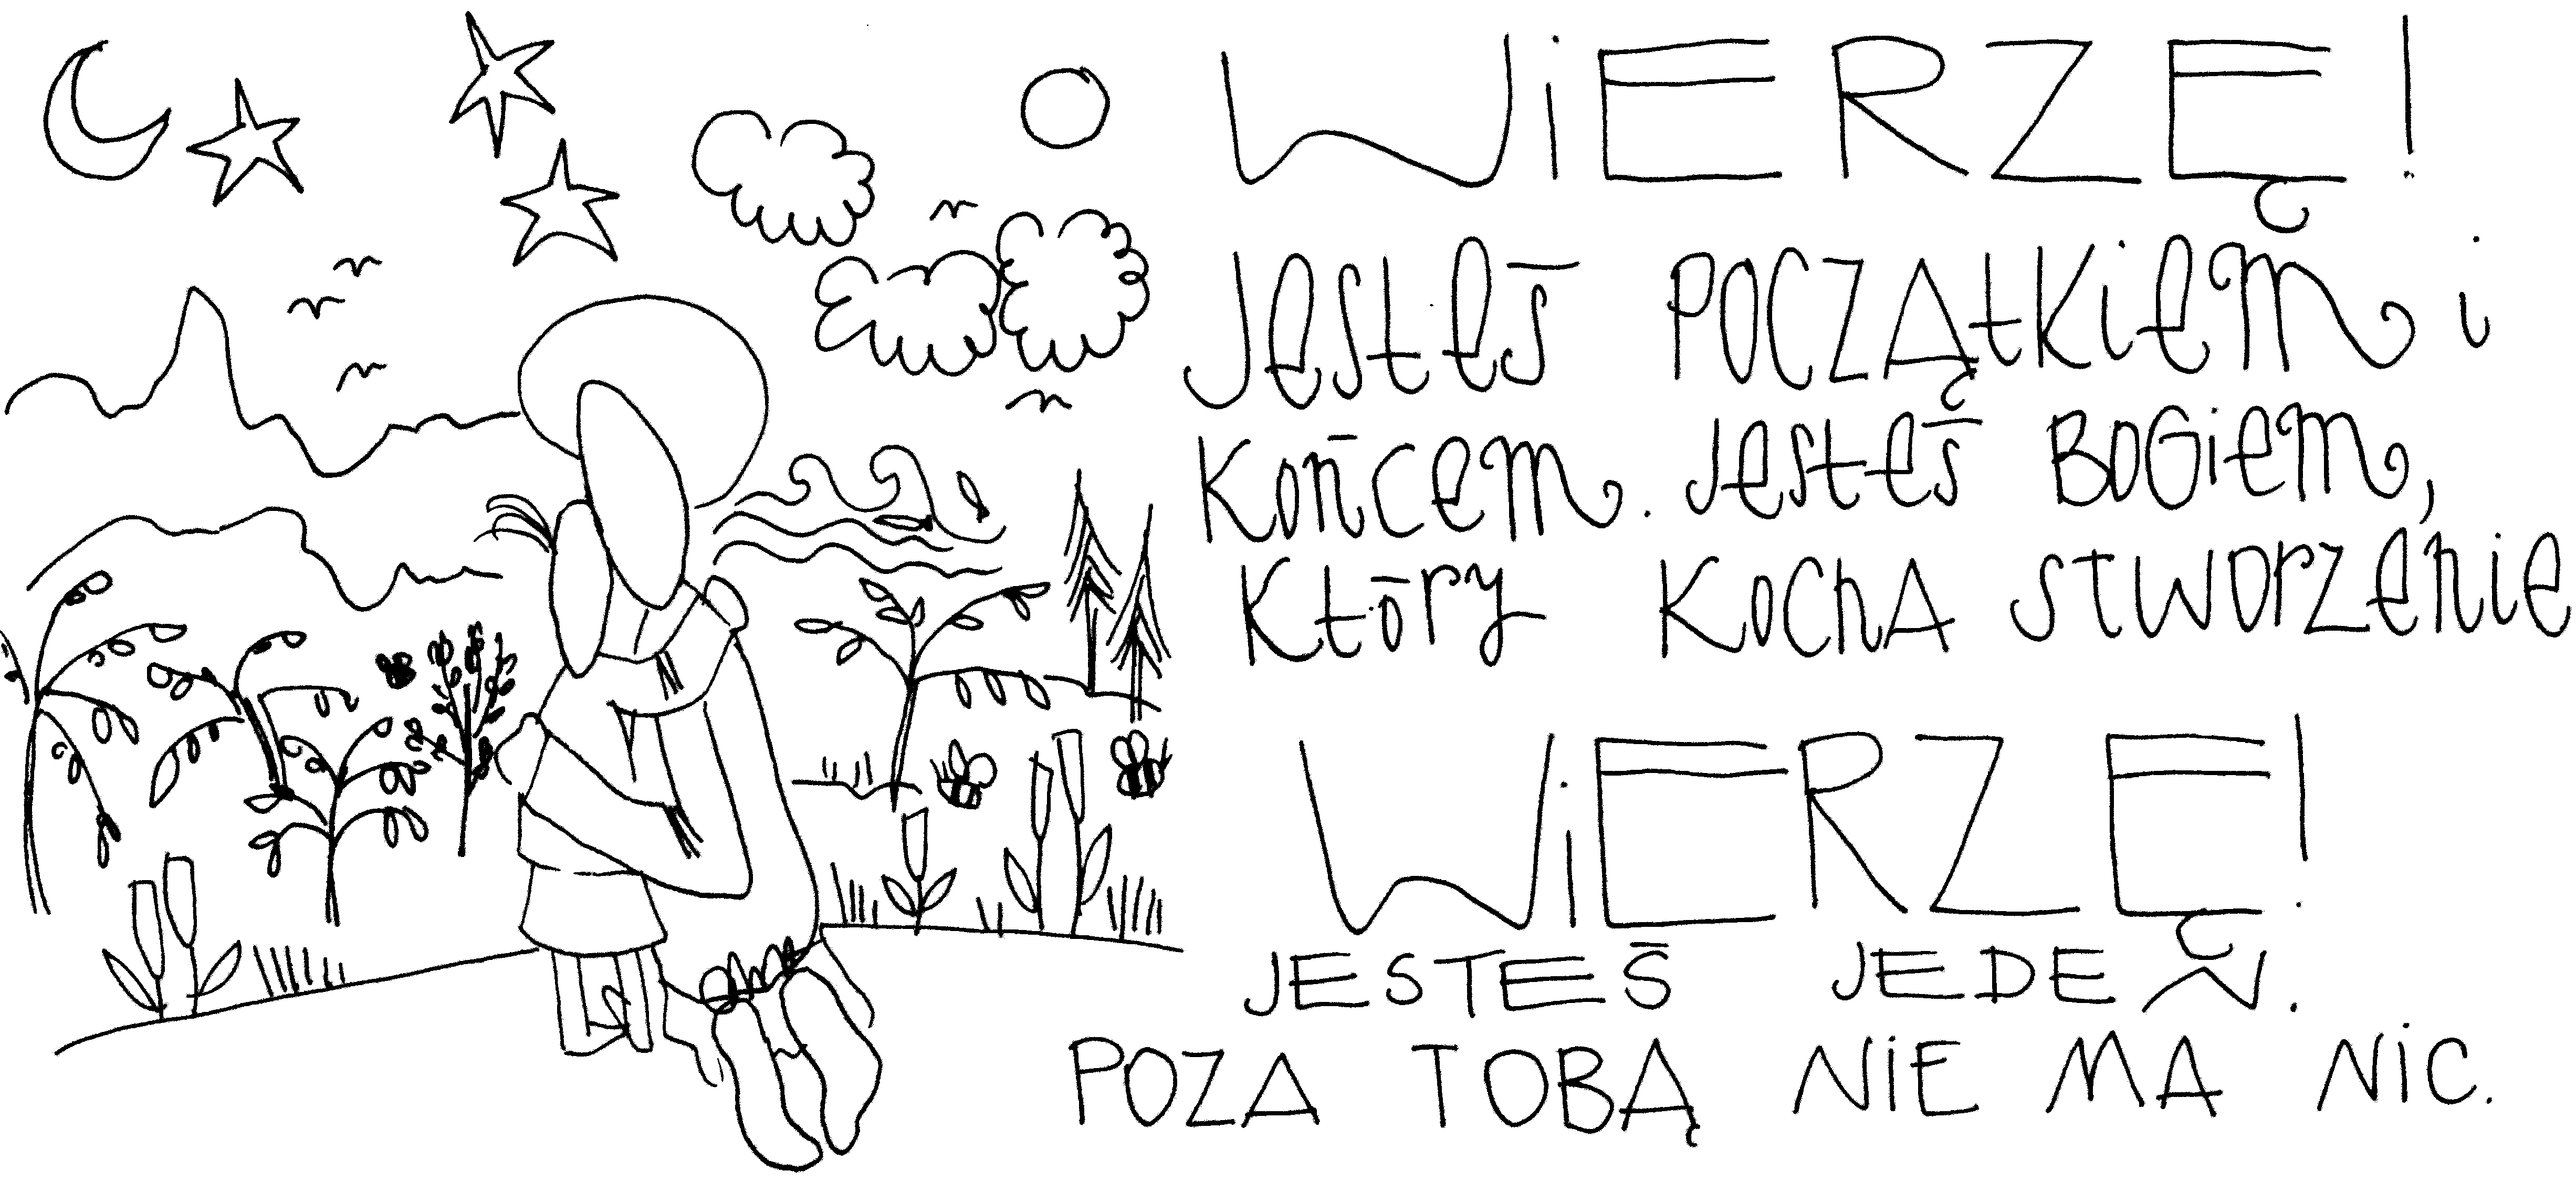 WiERZĘ!
Jesteś POCZĄtkiem i
Końcem. Jesteś BOGiem,
Który KOChA stworzenie
WiERZĘ!
JESTEŚ JEDEN.
POZA TOBĄ NiE MA NiC.